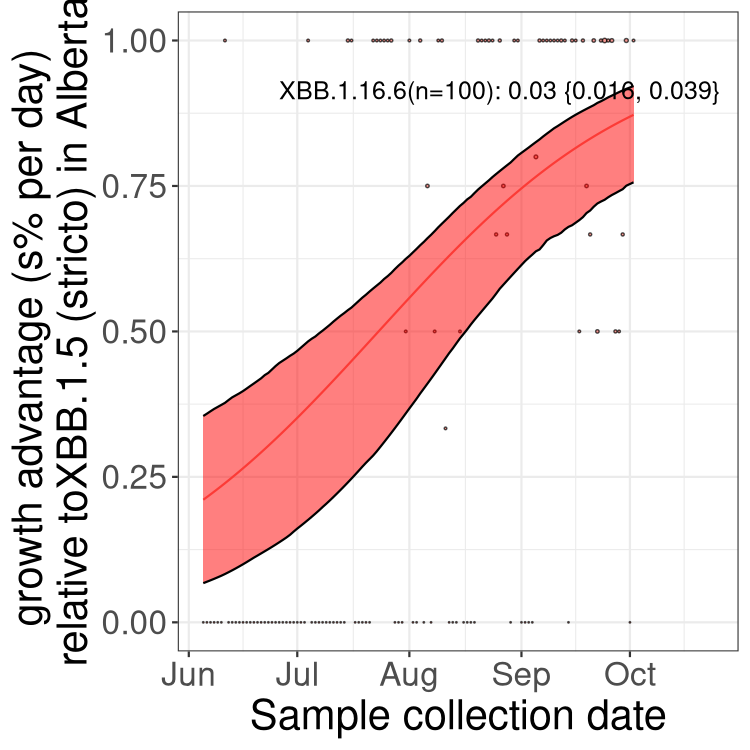 growth advantage (s% per day)
relative toXBB.1.5 (stricto) in Alberta
1.00
0.75
0.50
0.25
0.00
XBB.1.16.6(n=100): 0.03 {0.016, 0.039}
Jun Jul Aug Sep Oct
Sample collection date